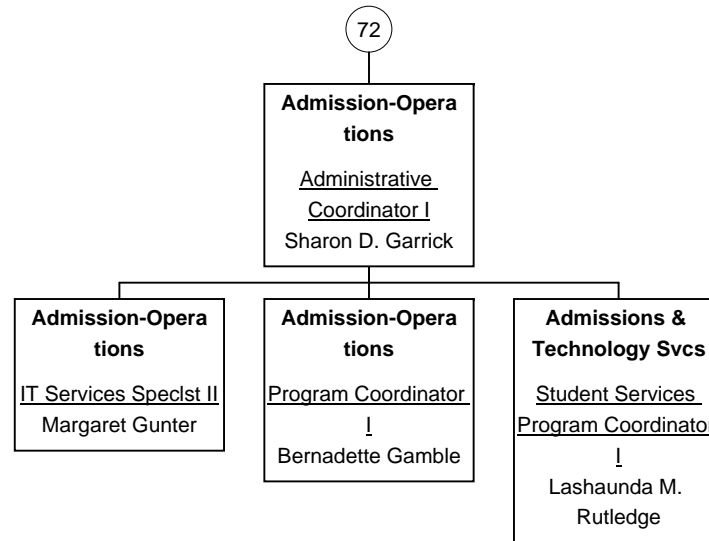 72
Admission-Opera
tions
Administrative
Coordinator I
Sharon D. Garrick
Admission-Opera
tions
IT Services Speclst II
Margaret Gunter
Admission-Opera
tions
Program Coordinator
I
Bernadette Gamble
Admissions &
Technology Svcs
Student Services
Program Coordinator
I
Lashaunda M.
Rutledge